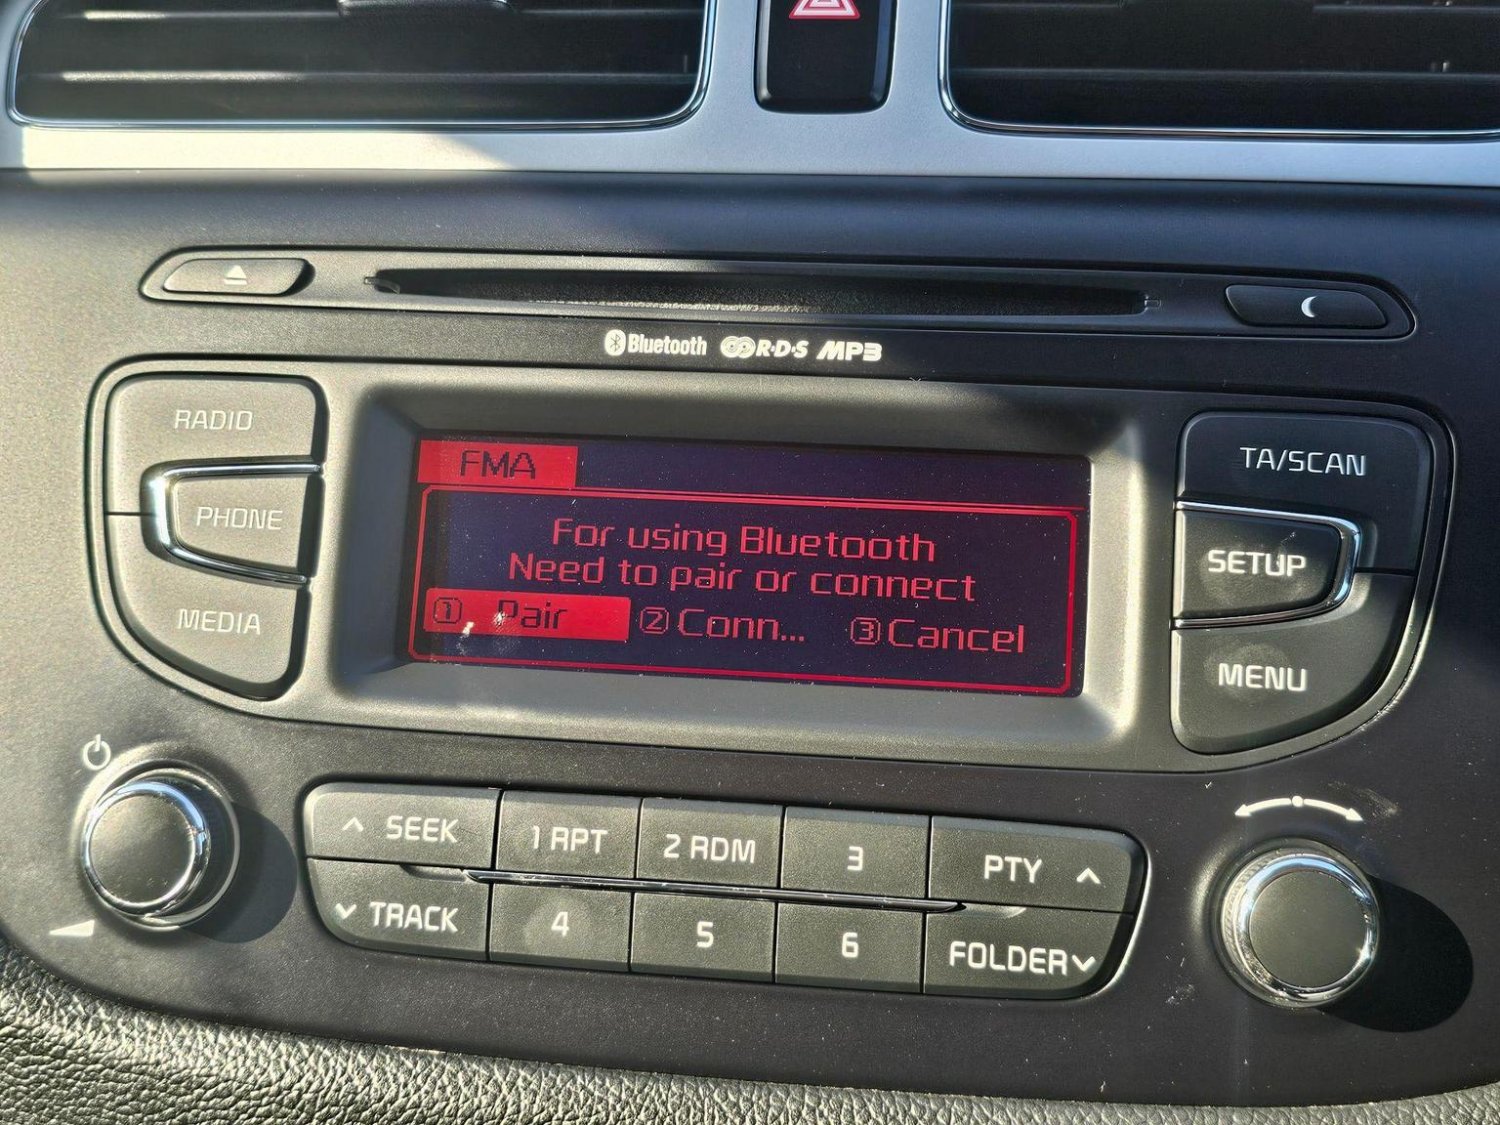 Bluetooth R·D·S MP3
RADIO
PHONE
MEDIA
FMA
For using Bluetooth
Need to pair or connect
1 Pair 2 Conn... 3 Cancel
TA/SCAN
SETUP
MENU
SEEK 1 RPT 2 RDM 3 PTY
TRACK 4 5 6 FOLDER